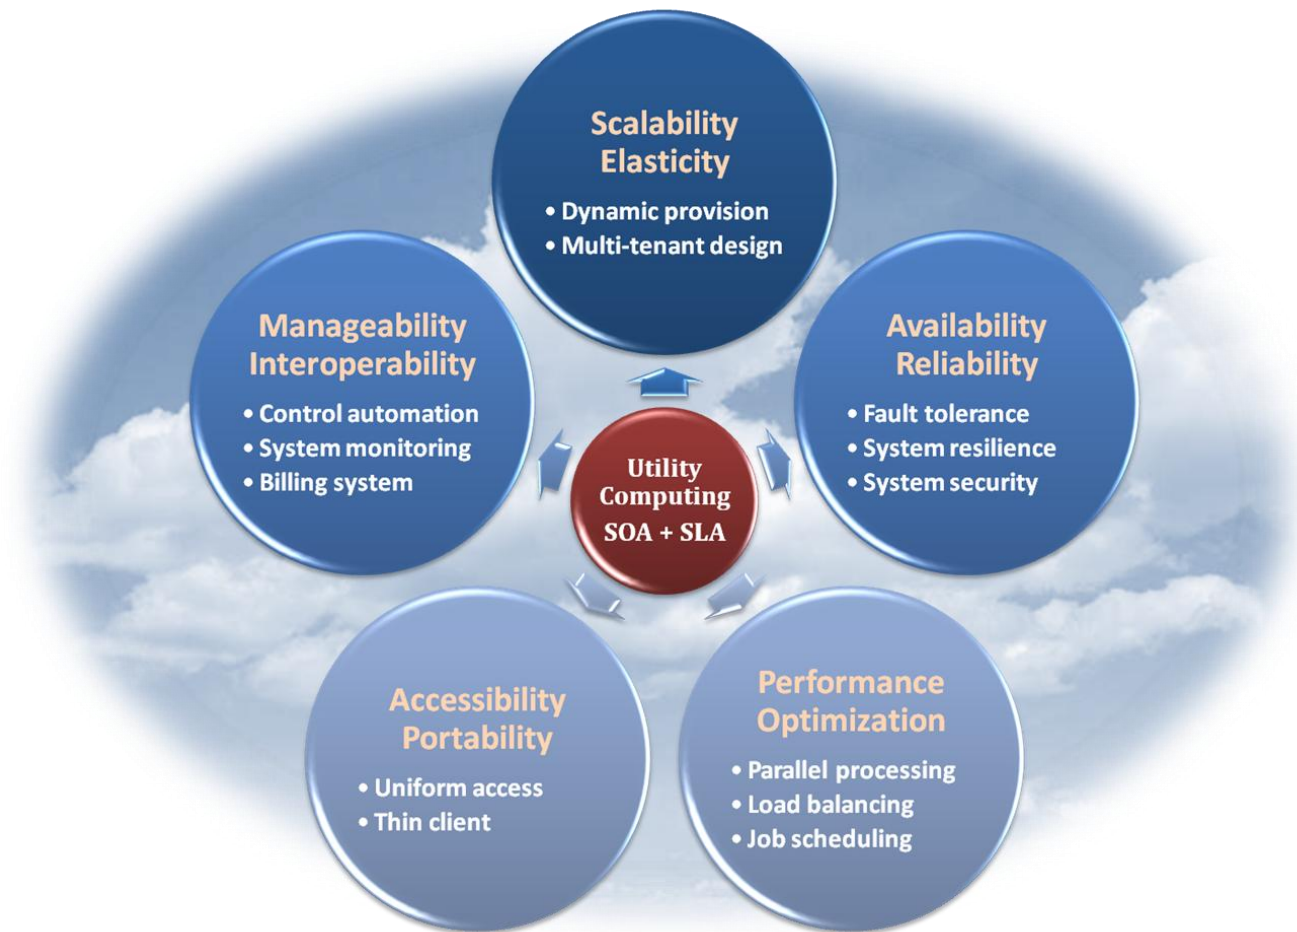 Scalability
Elasticity
• Dynamic provision
• Multi-tenant design
Manageability
Interoperability
• Control automation
• System monitoring
• Billing system
Availability
Reliability
• Fault tolerance
• System resilience
• System security
Utility
Computing
SOA + SLA
Accessibility
Portability
• Uniform access
• Thin client
Performance
Optimization
• Parallel processing
• Load balancing
• Job scheduling